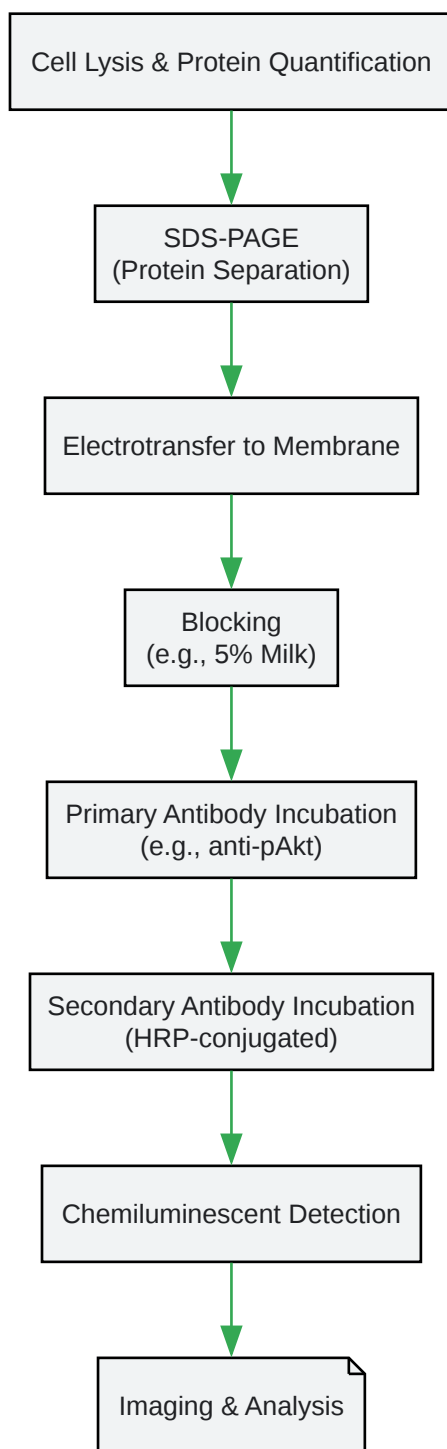 Cell Lysis & Protein Quantification
SDS-PAGE
(Protein Separation)
Electrotransfer to Membrane
Blocking
(e.g., 5% Milk)
Primary Antibody Incubation
(e.g., anti-pAkt)
Secondary Antibody Incubation
(HRP-conjugated)
Chemiluminescent Detection
Imaging & Analysis